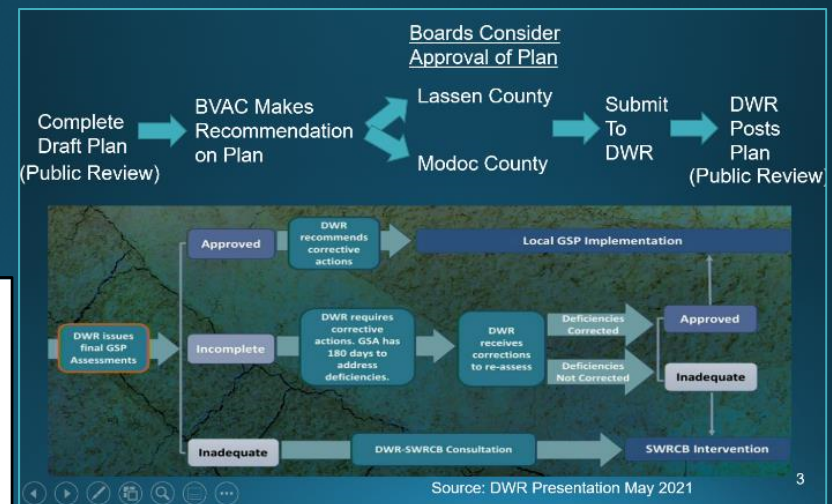 Boards Consider
Approval of Plan
Complete
Draft Plan
(Public Review)
BVAC Makes
Recommendation
on Plan
Lassen County
Modoc County
Submit
To
DWR
DWR
Posts
Plan
(Public Review)
DWR issues
final GSP
Assessments
Approved
DWR
recommends
corrective
actions
Local GSP Implementation
Incomplete
DWR requires
corrective
actions. GSA has
180 days to
address
deficiencies.
DWR
receives
corrections
to re-assess
Deficiencies
Corrected
Deficiencies
Not Corrected
Approved
Inadequate
Inadequate
DWR-SWRCB Consultation
SWRCB Intervention
Source: DWR Presentation May 2021
3